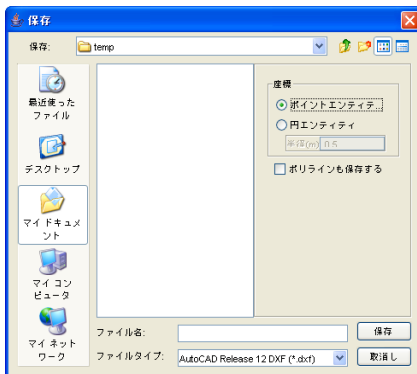 保存
保存:
temp
最近使った
ファイル
デスクトップ
マイ ドキュメ
ント
マイ コン
ピュータ
マイ ネット
ワーク
座標
ポイントエンティテ...
円エンティティ
半径(m) 0.5
ポリラインも保存する
ファイル名:
保存
ファイルタイプ:
AutoCAD Release 12 DXF (*.dxf)
取消し